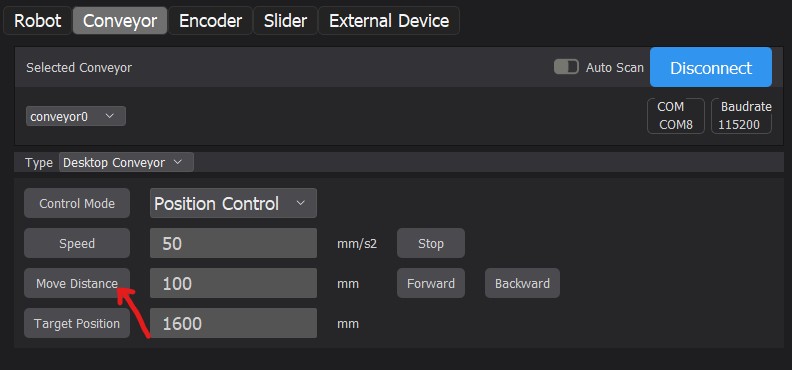 Robot Conveyor Encoder Slider External Device
Selected Conveyor Auto Scan Disconnect
conveyor0 COM Baudrate
COM8 115200
Type Desktop Conveyor
Control Mode Position Control
Speed 50 mm/s2 Stop
Move Distance 100 mm Forward Backward
Target Position 1600 mm